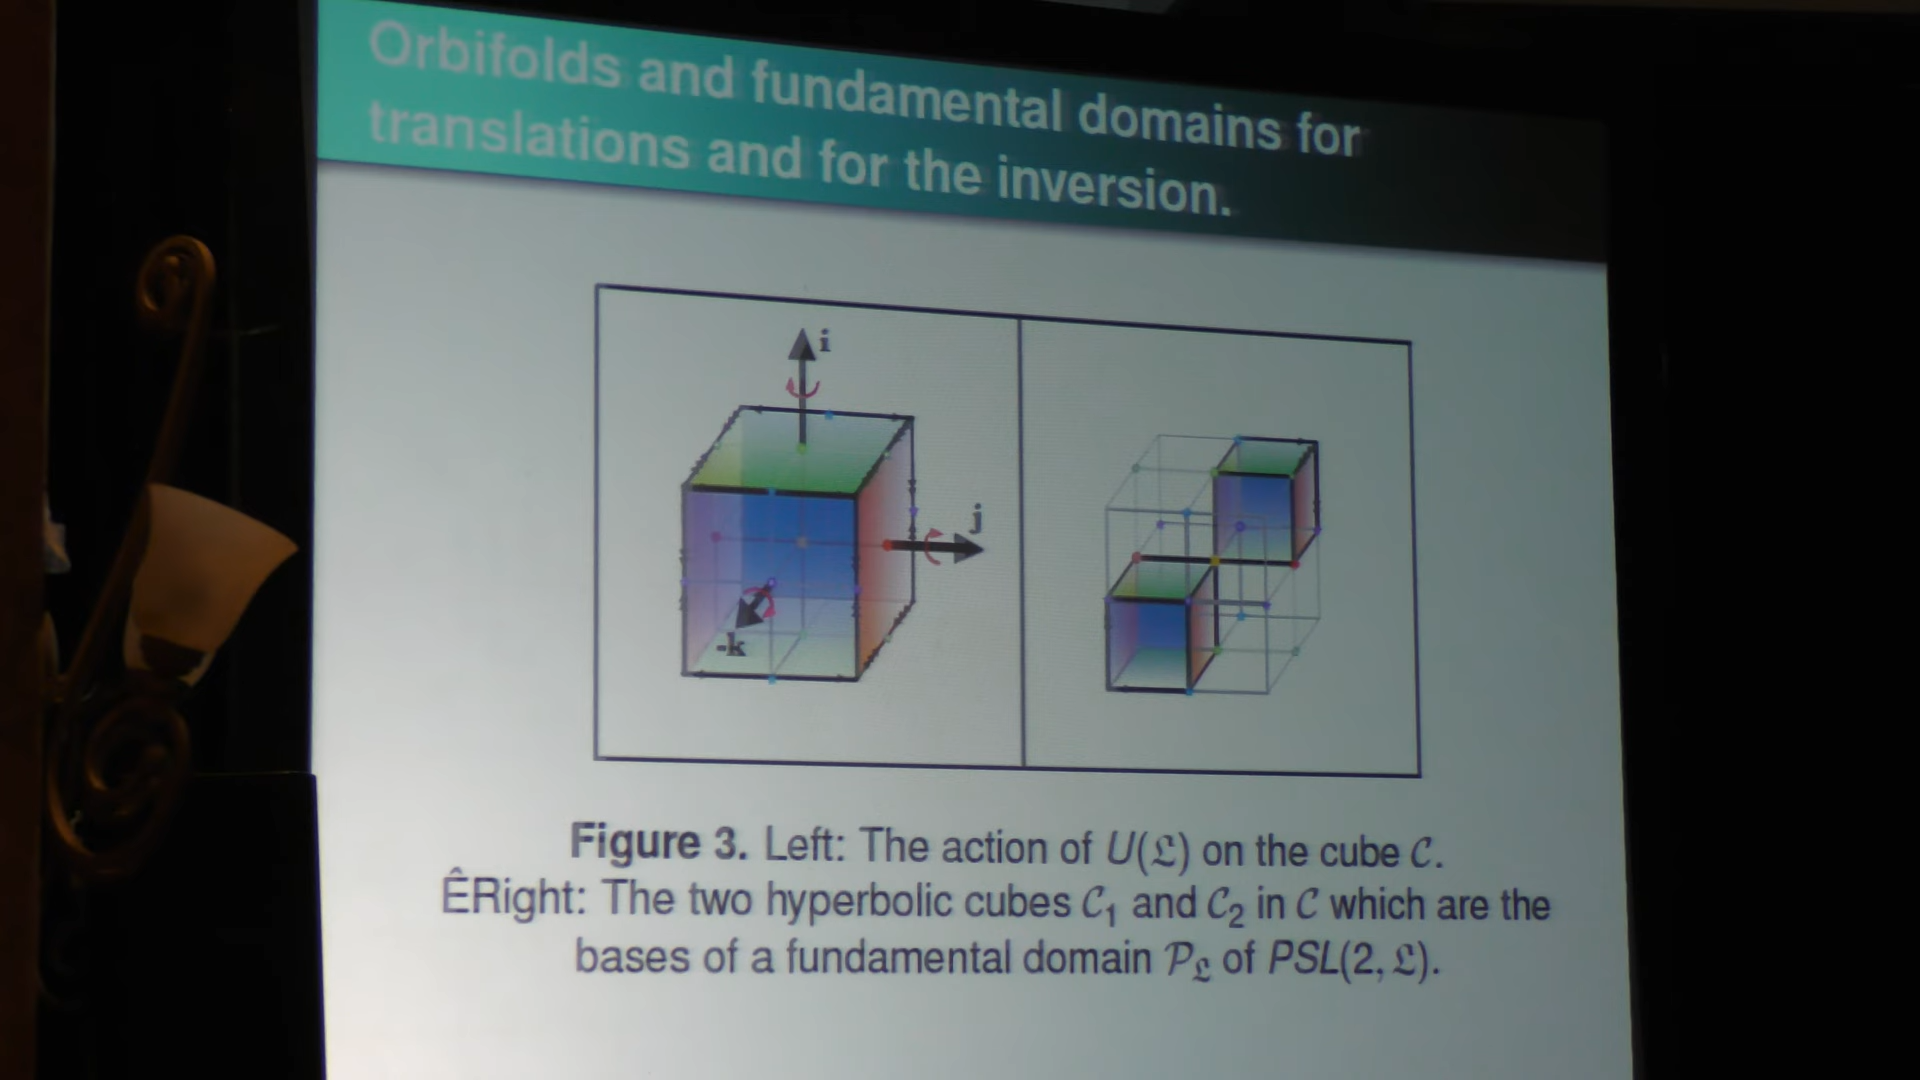 Orbifolds and fundamental domains for
translations and for the inversion.
i
j
-k
Figure 3. Left: The action of U(𝔏) on the cube 𝒞.
ÊRight: The two hyperbolic cubes 𝒞₁ and 𝒞₂ in 𝒞 which are the
bases of a fundamental domain 𝒫_𝔏 of PSL(2, 𝔏).